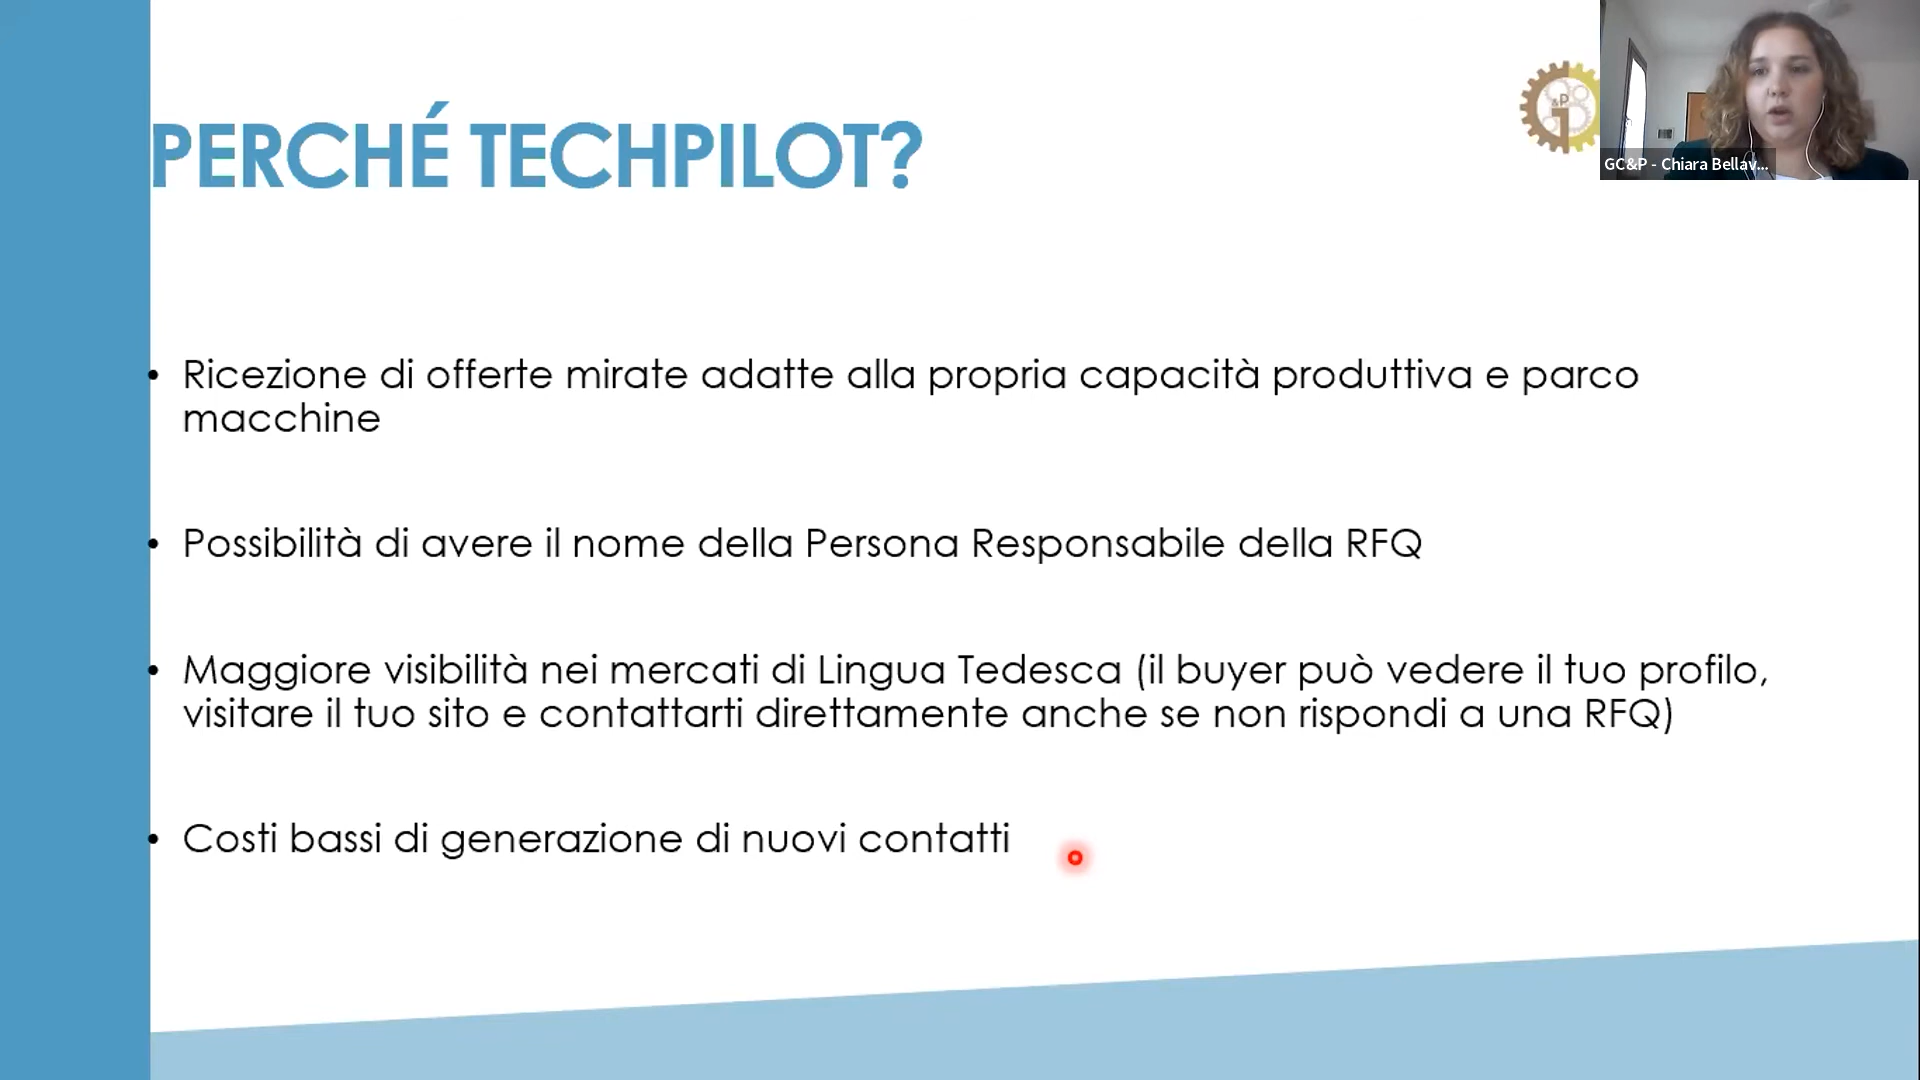 PERCHÉ TECHPILOT?
&P
GC&P - Chiara Bellav...
• Ricezione di offerte mirate adatte alla propria capacità produttiva e parco
macchine
• Possibilità di avere il nome della Persona Responsabile della RFQ
• Maggiore visibilità nei mercati di Lingua Tedesca (il buyer può vedere il tuo profilo,
visitare il tuo sito e contattarti direttamente anche se non rispondi a una RFQ)
• Costi bassi di generazione di nuovi contatti